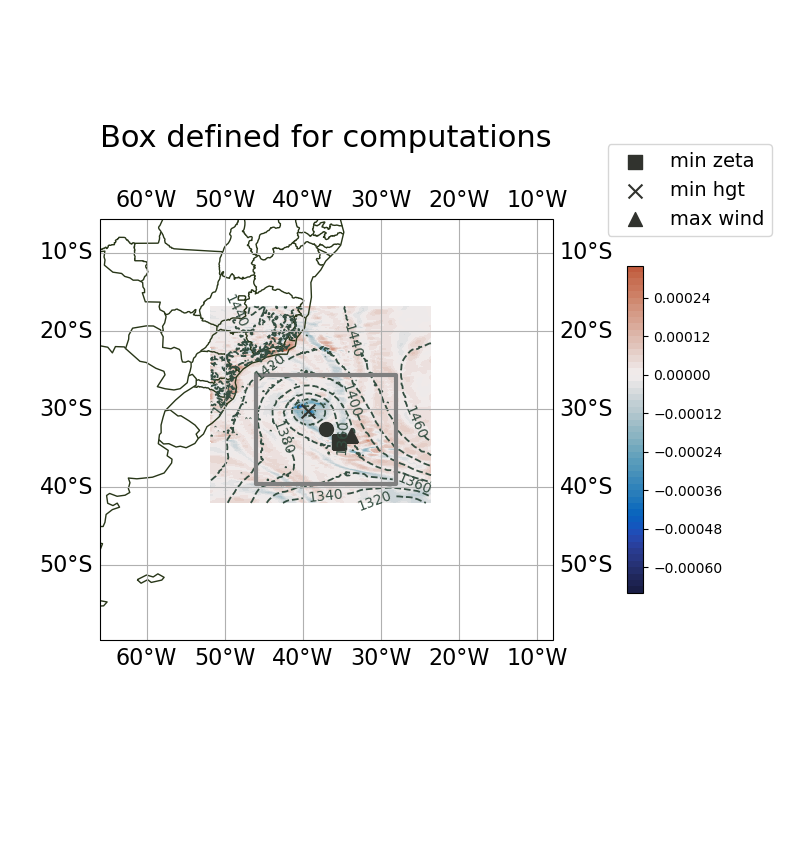 Box defined for computations
min zeta
min hgt
max wind
60°W 50°W 40°W 30°W 20°W 10°W
10°S 10°S
20°S 20°S
30°S 30°S
40°S 40°S
50°S 50°S
60°W 50°W 40°W 30°W 20°W 10°W
1420
1440
1420
1400
1460
1380
1360
1340
1320
0.00024
0.00012
0.00000
−0.00012
−0.00024
−0.00036
−0.00048
−0.00060